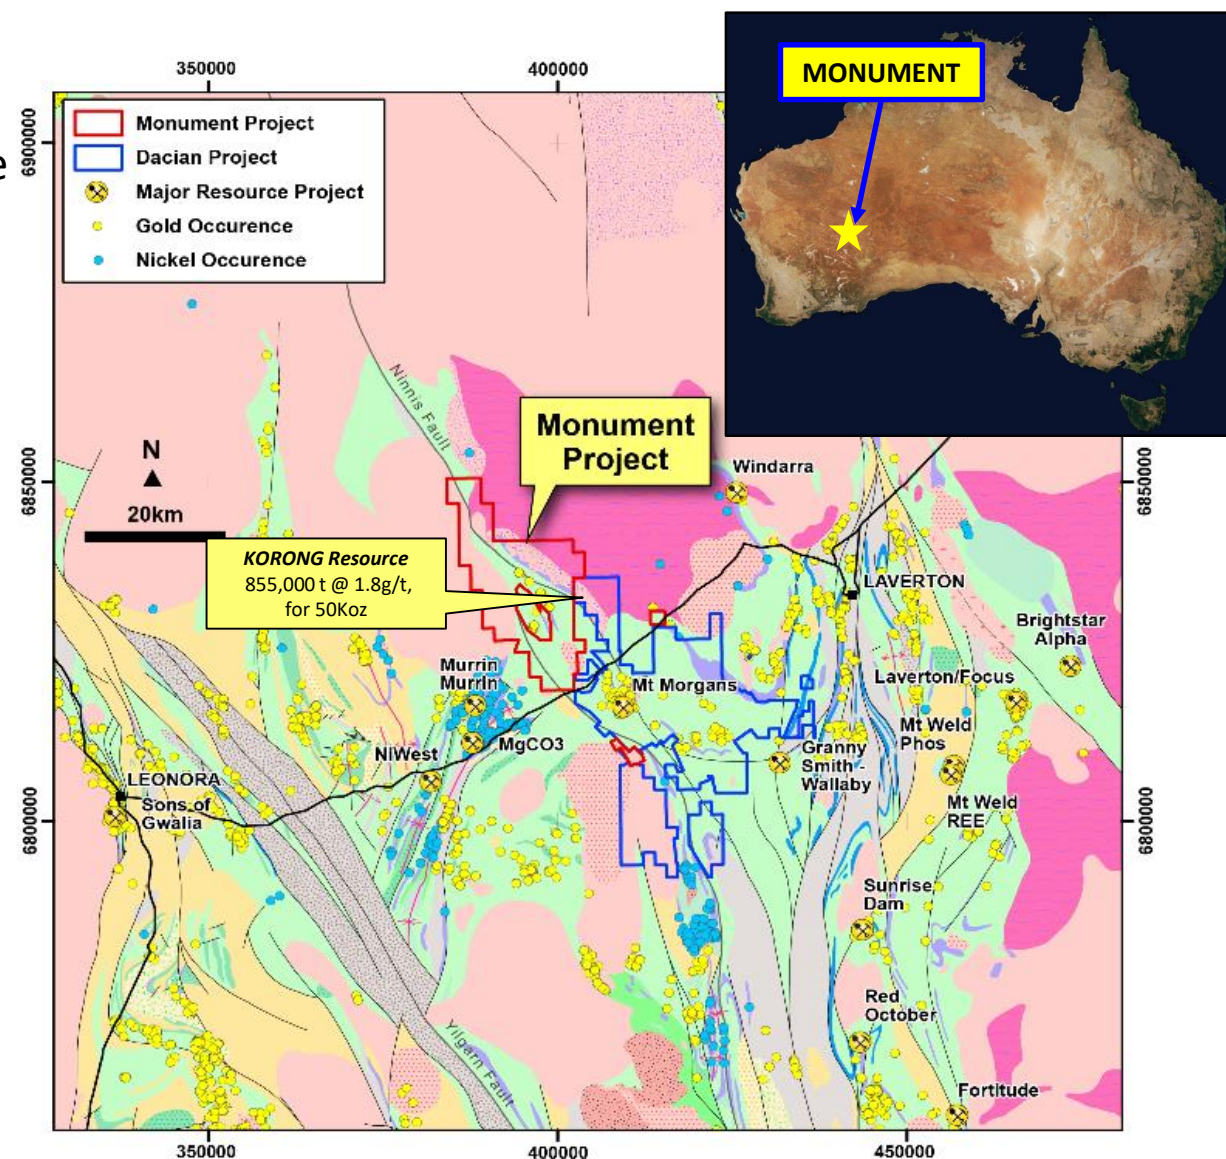 MONUMENT
350000
400000
6900000
e
Monument Project
Dacian Project
Major Resource Project
Gold Occurence
Nickel Occurence
Ninnis Fault
Monument
Project
N
20km
6850000
6850000
KORONG Resource
855,000 t @ 1.8g/t,
for 50Koz
Windarra
LAVERTON
Brightstar
Alpha
Murrin
Murrin
Mt Morgans
Laverton/Focus
MgCO3
NiWest
Mt Weld
Phos
Granny
Smith -
Wallaby
LEONORA
Sons of
Gwalia
Mt Weld
REE
6800000
6800000
Sunrise
Dam
Red
October
Yilgarn Fault
Fortitude
350000
400000
450000